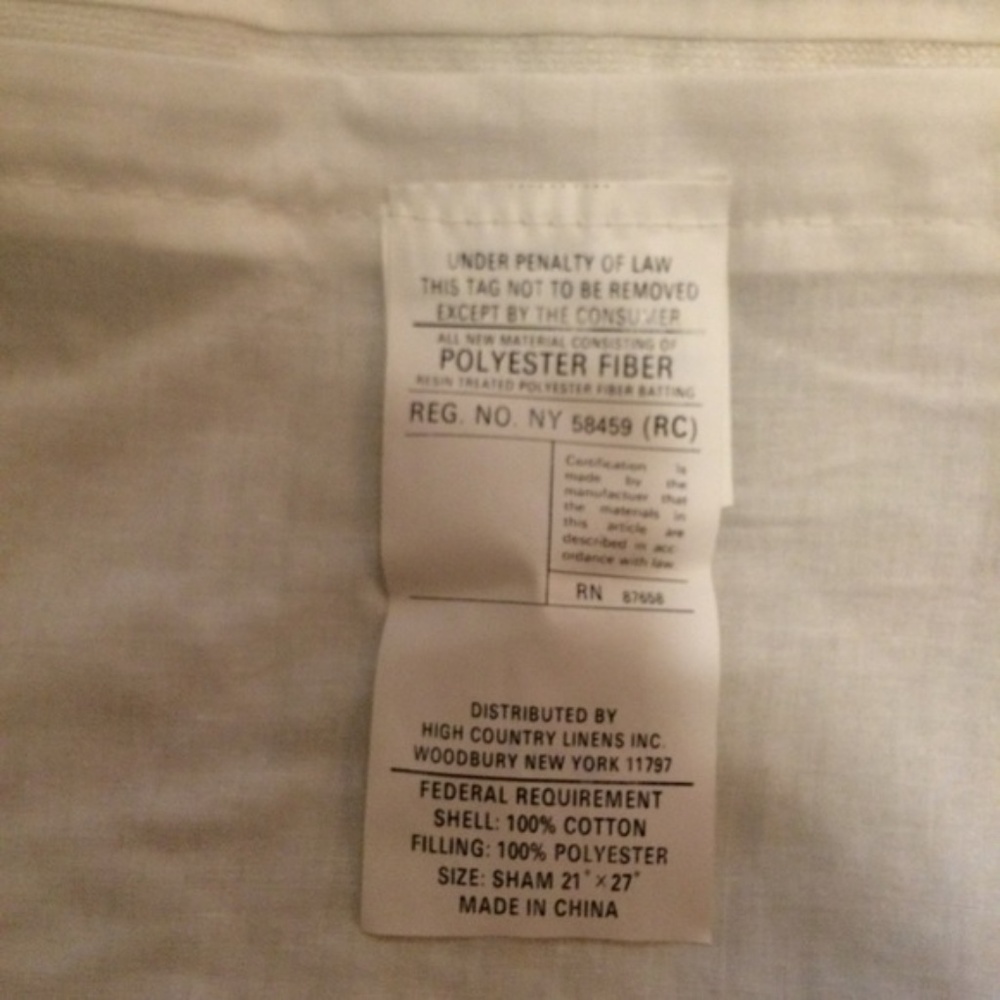 UNDER PENALTY OF LAW
THIS TAG NOT TO BE REMOVED
EXCEPT BY THE CONSUMER
ALL NEW MATERIAL CONSISTING OF
POLYESTER FIBER
RESIN TREATED POLYESTER FIBER BATTING
REG. NO. NY 58459 (RC)
Certification is
made by the
manufactuer that
the materials in
this article are
described in acc-
ordance with law
RN 87658
DISTRIBUTED BY
HIGH COUNTRY LINENS INC.
WOODBURY NEW YORK 11797
FEDERAL REQUIREMENT
SHELL: 100% COTTON
FILLING: 100% POLYESTER
SIZE: SHAM 21"×27"
MADE IN CHINA